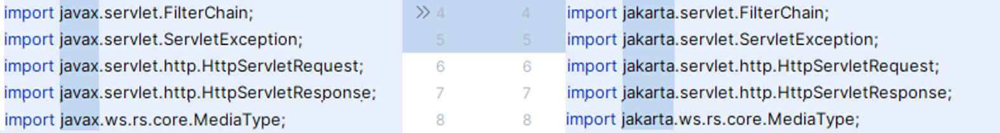 import javax.servlet.FilterChain; 4 4 import jakarta.servlet.FilterChain;
import javax.servlet.ServletException; 5 5 import jakarta.servlet.ServletException;
import javax.servlet.http.HttpServletRequest; 6 6 import jakarta.servlet.http.HttpServletRequest;
import javax.servlet.http.HttpServletResponse; 7 7 import jakarta.servlet.http.HttpServletResponse;
import javax.ws.rs.core.MediaType; 8 8 import jakarta.ws.rs.core.MediaType;